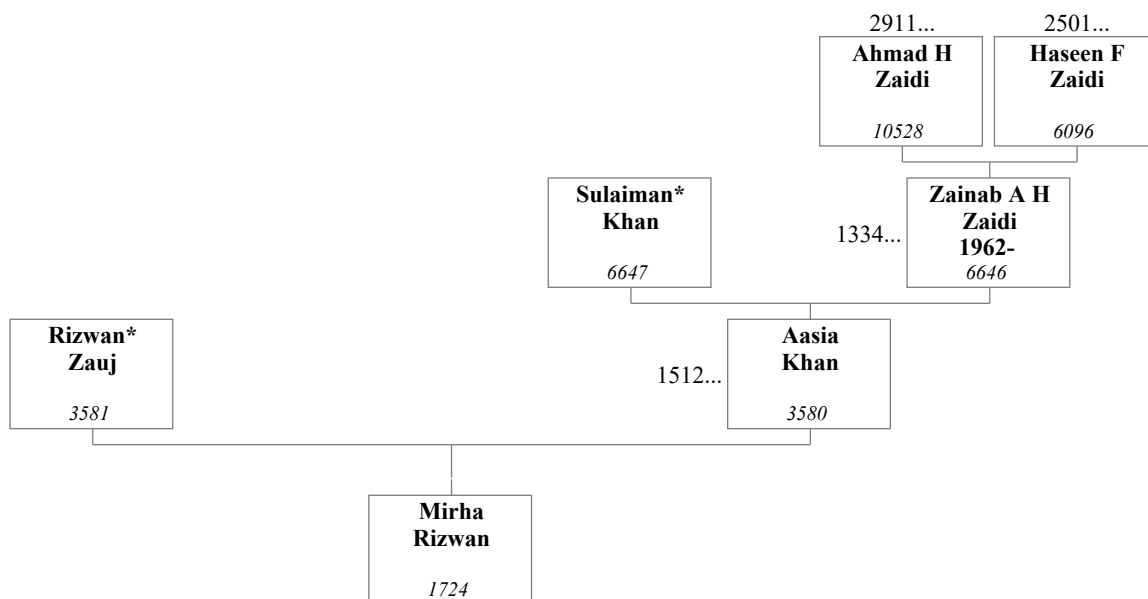 2911...
2501...
Ahmad H
Zaidi
10528
Haseen F
Zaidi
6096
Sulaiman*
Khan
6647
1334...
Zainab A H
Zaidi
1962-
6646
Rizwan*
Zauj
3581
1512...
Aasia
Khan
3580
Mirha
Rizwan
1724